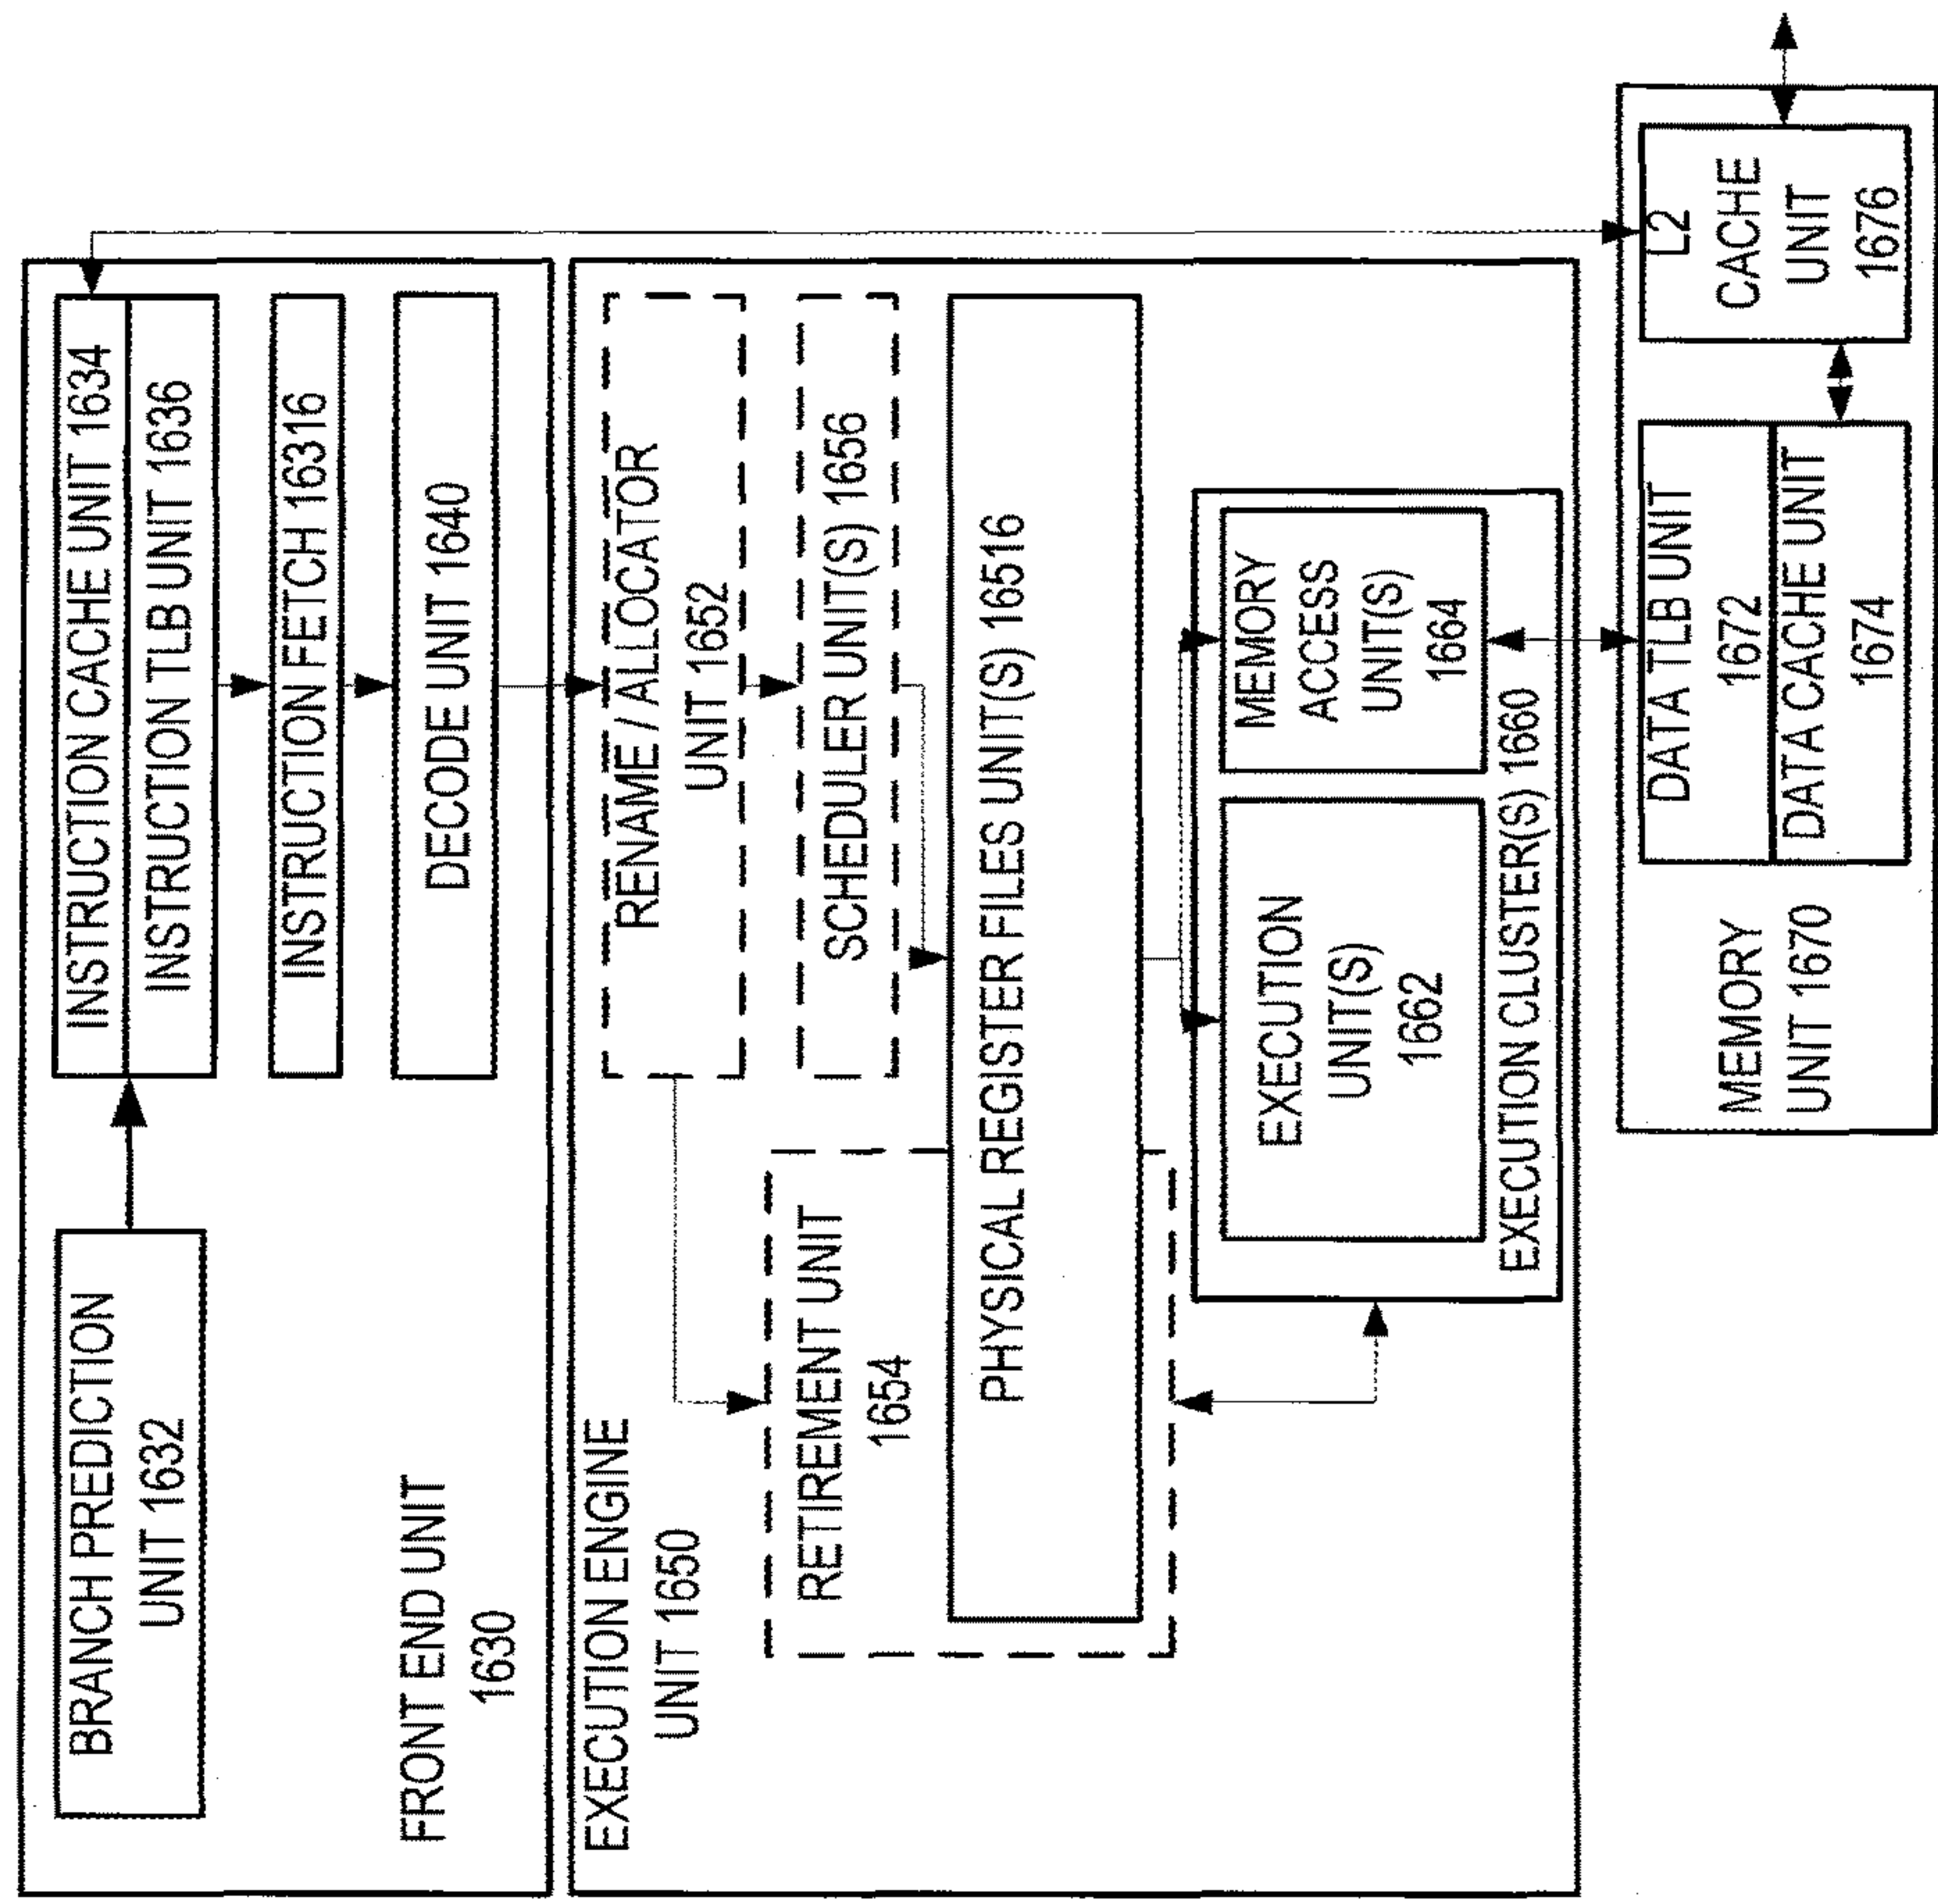 BRANCH PREDICTION
UNIT 1632
INSTRUCTION CACHE UNIT 1634
INSTRUCTION TLB UNIT 1636
INSTRUCTION FETCH 16316
DECODE UNIT 1640
FRONT END UNIT
1630
EXECUTION ENGINE
UNIT 1650
RENAME / ALLOCATOR
UNIT 1652
RETIREMENT UNIT
1654
SCHEDULER UNIT(S) 1656
PHYSICAL REGISTER FILES UNIT(S) 16516
EXECUTION
UNIT(S)
1662
MEMORY
ACCESS
UNIT(S)
1664
EXECUTION CLUSTER(S) 1660
MEMORY
UNIT 1670
DATA TLB UNIT
1672
DATA CACHE UNIT
1674
L2
CACHE
UNIT
1676